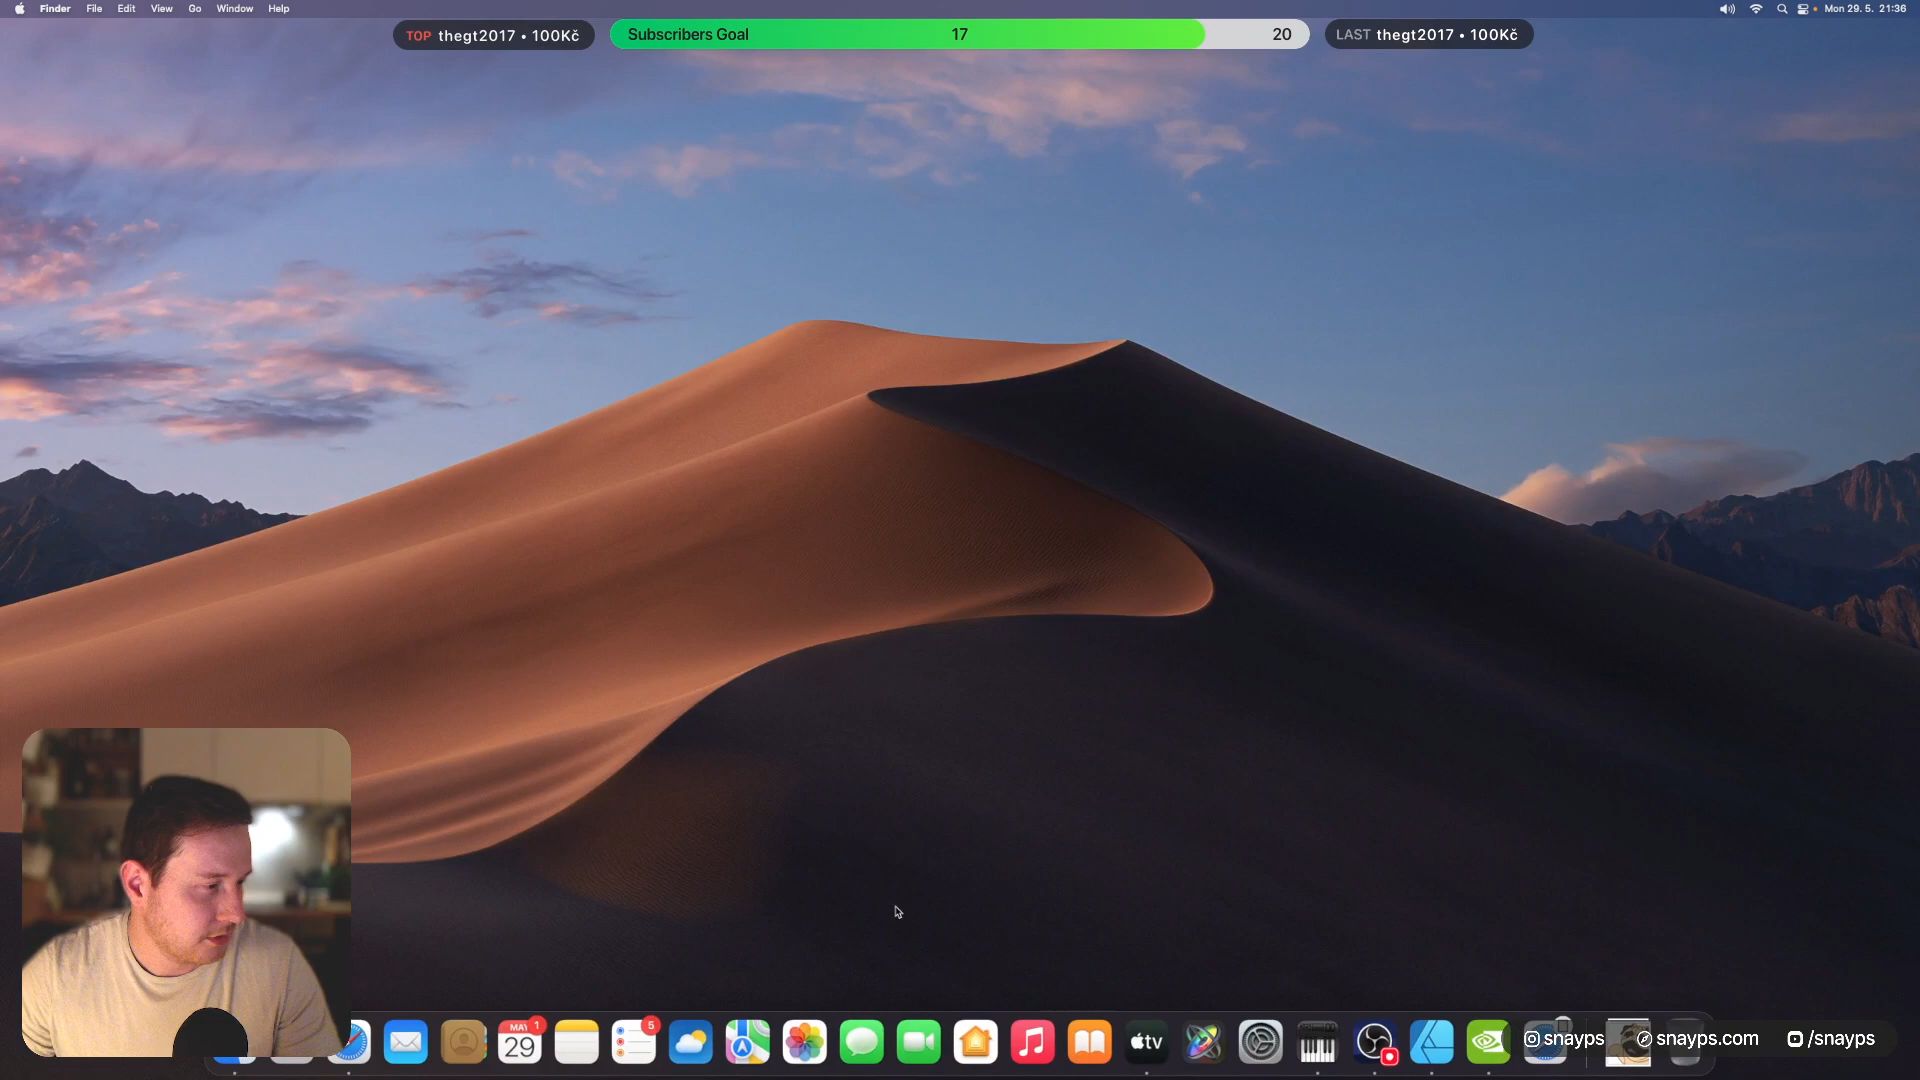 Finder File Edit View Go Window Help
Mon 29. 5. 21:36
TOP thegt2017 • 100Kč
Subscribers Goal 17 20
LAST thegt2017 • 100Kč
MAY 1
29
5
tv
snayps
snayps.com
/snayps